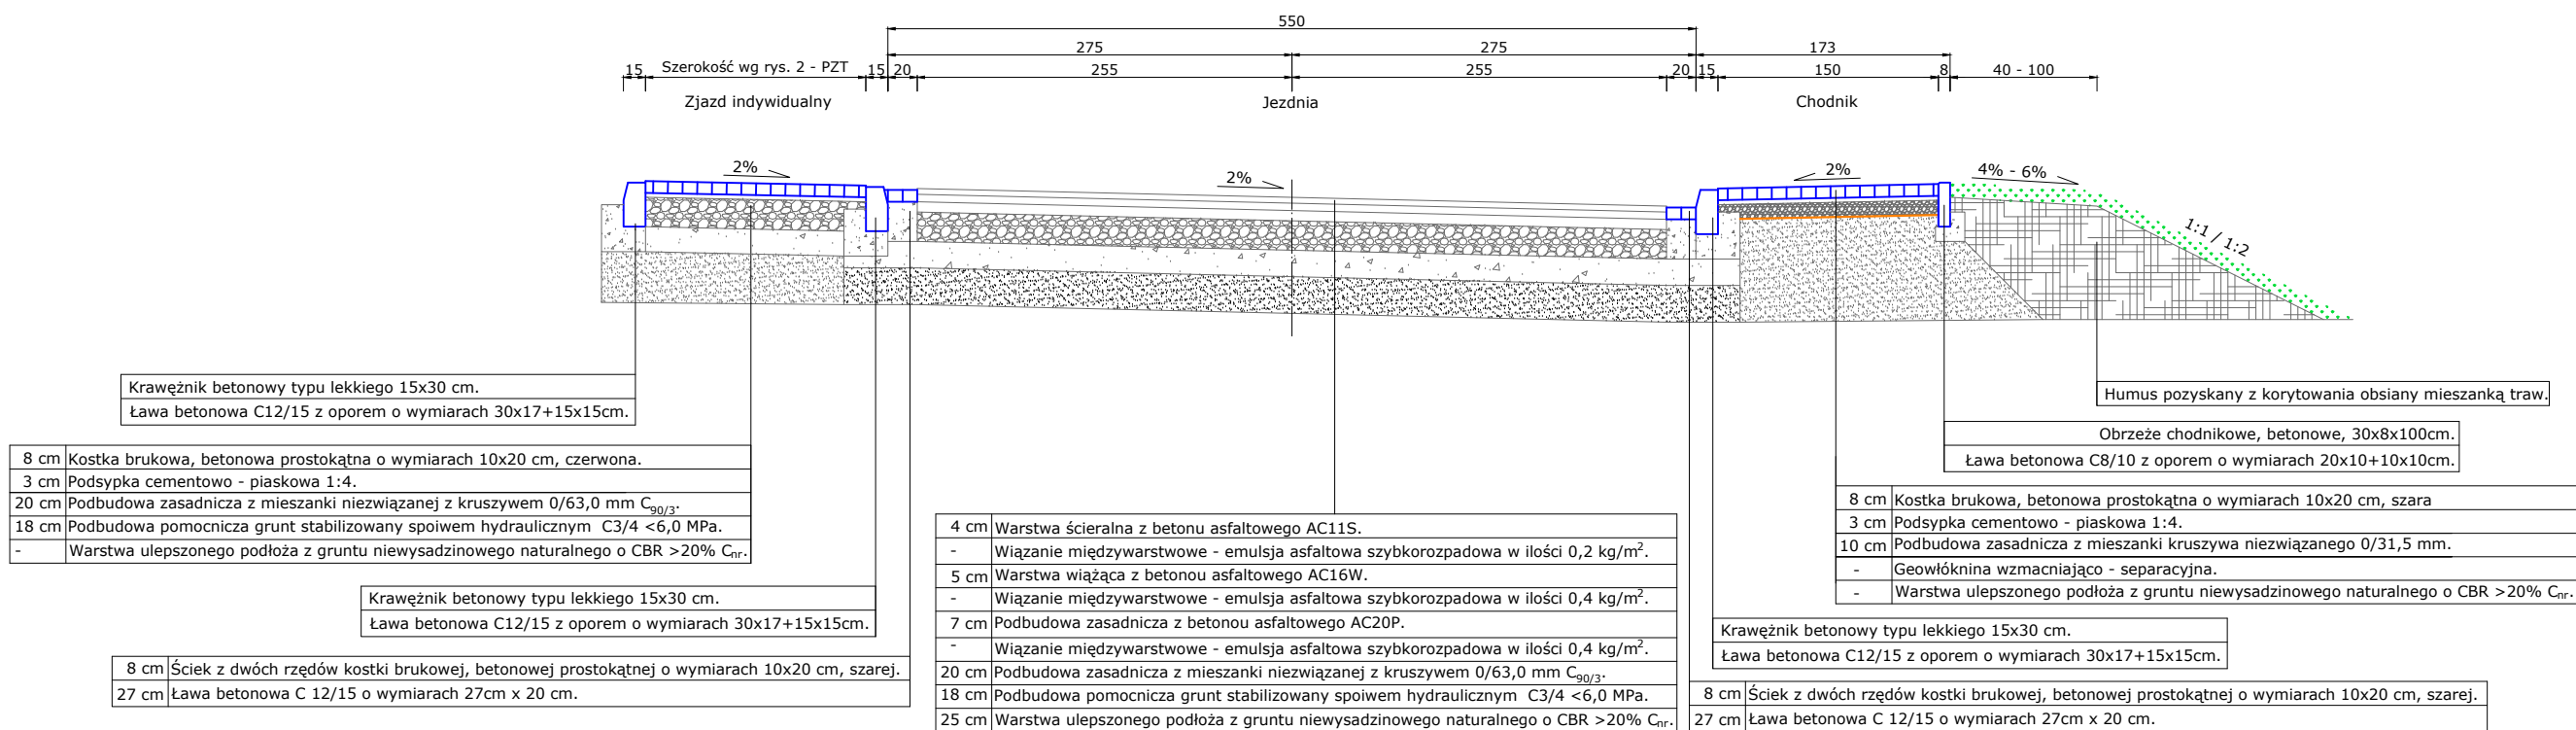 550
275 275 173
15 Szerokość wg rys. 2 - PZT 15 20 255 255 20 15 150 8 40 - 100
Zjazd indywidualny Jezdnia Chodnik
2% 2% 2% 4% - 6%
1:1 / 1:2
Krawężnik betonowy typu lekkiego 15x30 cm.
Ława betonowa C12/15 z oporem o wymiarach 30x17+15x15cm.
8 cm Kostka brukowa, betonowa prostokątna o wymiarach 10x20 cm, czerwona.
3 cm Podsypka cementowo - piaskowa 1:4.
20 cm Podbudowa zasadnicza z mieszanki niezwiązanej z kruszywem 0/63,0 mm C90/3.
18 cm Podbudowa pomocnicza grunt stabilizowany spoiwem hydraulicznym C3/4 <6,0 MPa.
- Warstwa ulepszonego podłoża z gruntu niewysadzinowego naturalnego o CBR >20% Cnr.
Krawężnik betonowy typu lekkiego 15x30 cm.
Ława betonowa C12/15 z oporem o wymiarach 30x17+15x15cm.
8 cm Ściek z dwóch rzędów kostki brukowej, betonowej prostokątnej o wymiarach 10x20 cm, szarej.
27 cm Ława betonowa C 12/15 o wymiarach 27cm x 20 cm.
4 cm Warstwa ścieralna z betonu asfaltowego AC11S.
- Wiązanie międzywarstwowe - emulsja asfaltowa szybkorozpadowa w ilości 0,2 kg/m².
5 cm Warstwa wiążąca z betonou asfaltowego AC16W.
- Wiązanie międzywarstwowe - emulsja asfaltowa szybkorozpadowa w ilości 0,4 kg/m².
7 cm Podbudowa zasadnicza z betonou asfaltowego AC20P.
- Wiązanie międzywarstwowe - emulsja asfaltowa szybkorozpadowa w ilości 0,4 kg/m².
20 cm Podbudowa zasadnicza z mieszanki niezwiązanej z kruszywem 0/63,0 mm C90/3.
18 cm Podbudowa pomocnicza grunt stabilizowany spoiwem hydraulicznym C3/4 <6,0 MPa.
25 cm Warstwa ulepszonego podłoża z gruntu niewysadzinowego naturalnego o CBR >20% Cnr.
Humus pozyskany z korytowania obsiany mieszanką traw.
Obrzeże chodnikowe, betonowe, 30x8x100cm.
Ława betonowa C8/10 z oporem o wymiarach 20x10+10x10cm.
8 cm Kostka brukowa, betonowa prostokątna o wymiarach 10x20 cm, szara
3 cm Podsypka cementowo - piaskowa 1:4.
10 cm Podbudowa zasadnicza z mieszanki kruszywa niezwiązanego 0/31,5 mm.
- Geowłóknina wzmacniająco - separacyjna.
- Warstwa ulepszonego podłoża z gruntu niewysadzinowego naturalnego o CBR >20% Cnr.
Krawężnik betonowy typu lekkiego 15x30 cm.
Ława betonowa C12/15 z oporem o wymiarach 30x17+15x15cm.
8 cm Ściek z dwóch rzędów kostki brukowej, betonowej prostokątnej o wymiarach 10x20 cm, szarej.
27 cm Ława betonowa C 12/15 o wymiarach 27cm x 20 cm.